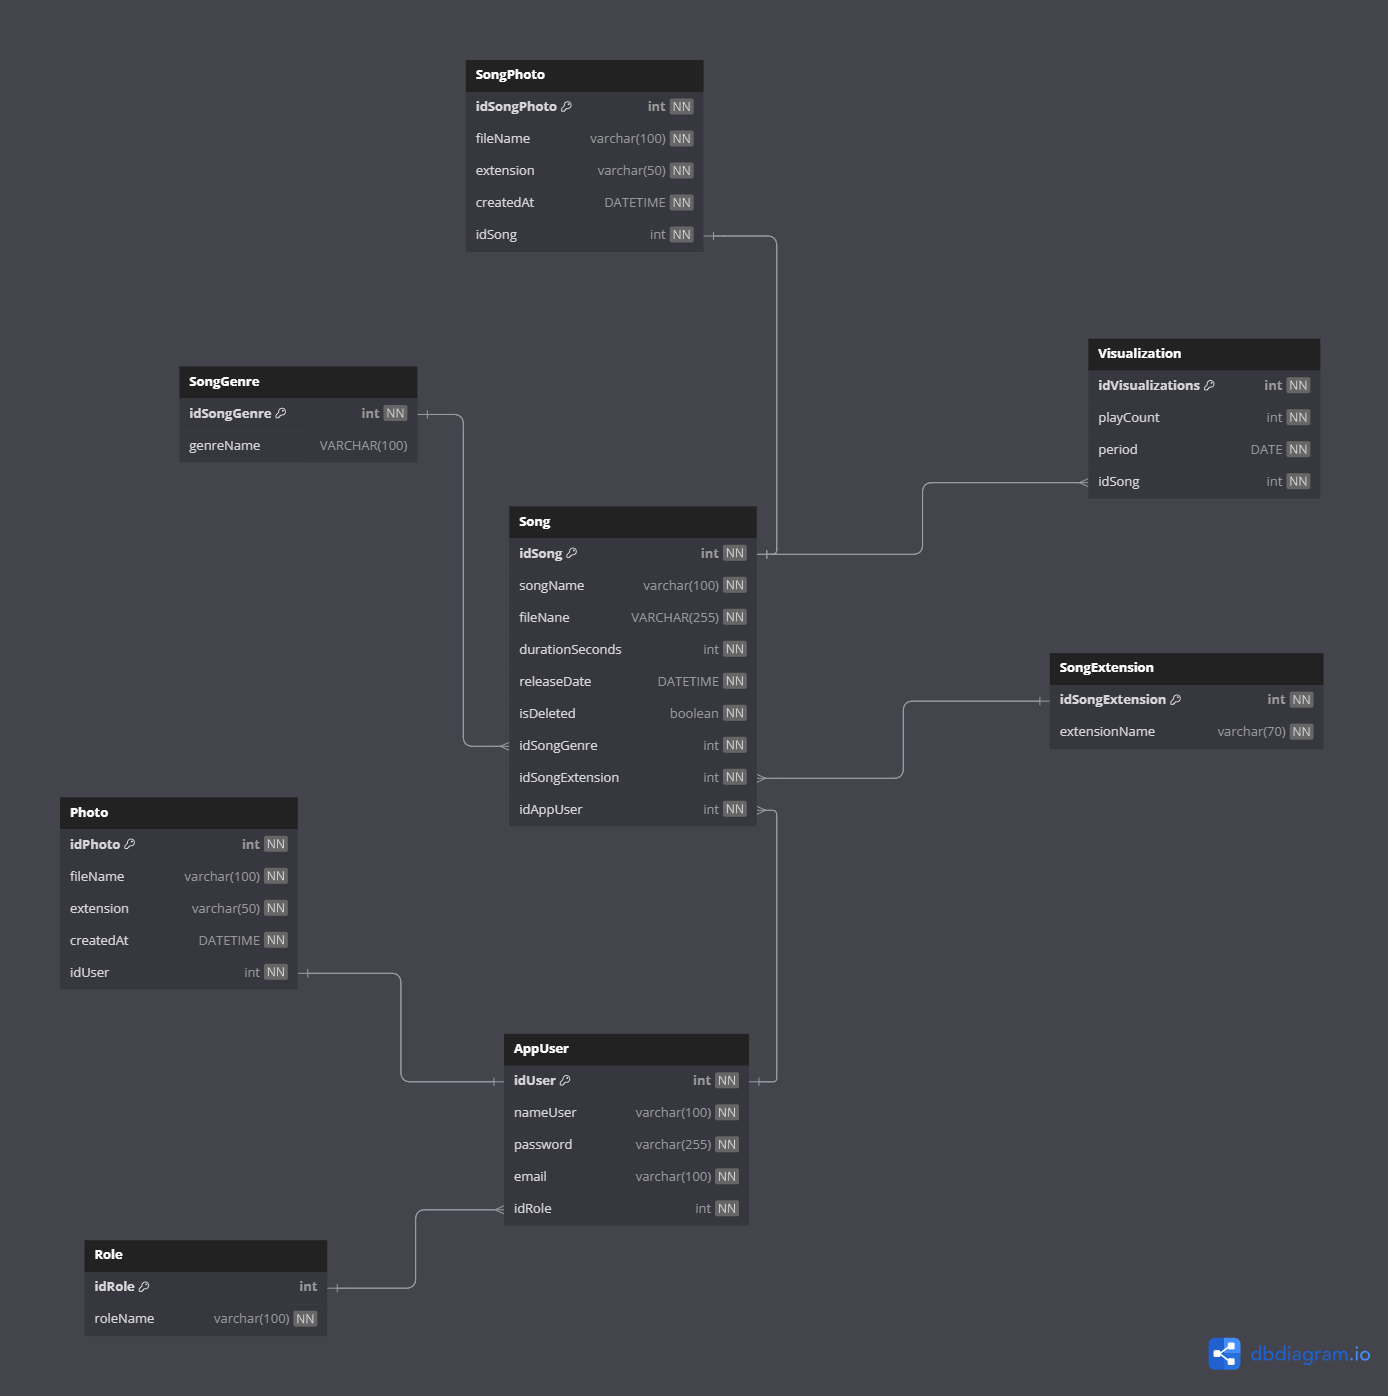 SongPhoto
idSongPhoto int NN
fileName varchar(100) NN
extension varchar(50) NN
createdAt DATETIME NN
idSong int NN
Visualization
idVisualizations int NN
playCount int NN
period DATE NN
idSong int NN
SongGenre
idSongGenre int NN
genreName VARCHAR(100)
Song
idSong int NN
songName varchar(100) NN
fileNane VARCHAR(255) NN
durationSeconds int NN
releaseDate DATETIME NN
isDeleted boolean NN
idSongGenre int NN
idSongExtension int NN
idAppUser int NN
SongExtension
idSongExtension int NN
extensionName varchar(70) NN
Photo
idPhoto int NN
fileName varchar(100) NN
extension varchar(50) NN
createdAt DATETIME NN
idUser int NN
AppUser
idUser int NN
nameUser varchar(100) NN
password varchar(255) NN
email varchar(100) NN
idRole int NN
Role
idRole int
roleName varchar(100) NN
dbdiagram.io